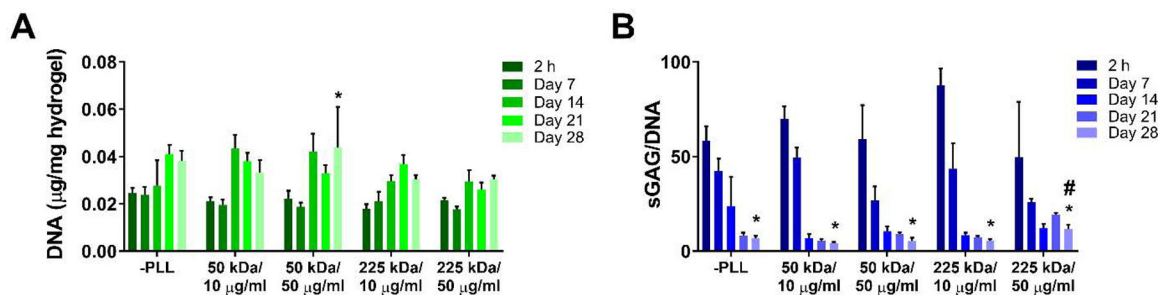 A
DNA (µg/mg hydrogel)
0.08
0.06
0.04
0.02
0.00
*
2 h
Day 7
Day 14
Day 21
Day 28
-PLL
50 kDa/
10 µg/ml
50 kDa/
50 µg/ml
225 kDa/
10 µg/ml
225 kDa/
50 µg/ml
B
sGAG/DNA
100
50
0
2 h
Day 7
Day 14
Day 21
Day 28
*
*
*
*
#
*
-PLL
50 kDa/
10 µg/ml
50 kDa/
50 µg/ml
225 kDa/
10 µg/ml
225 kDa/
50 µg/ml